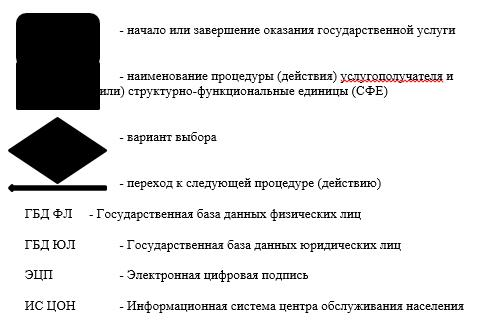 - начало или завершение оказания государственной услуги
- наименование процедуры (действия) услугополучателя и
или) структурно-функциональные единицы (СФЕ)
- вариант выбора
- переход к следующей процедуре (действию)
ГБД ФЛ - Государственная база данных физических лиц
ГБД ЮЛ - Государственная база данных юридических лиц
ЭЦП - Электронная цифровая подпись
ИС ЦОН - Информационная система центра обслуживания населения